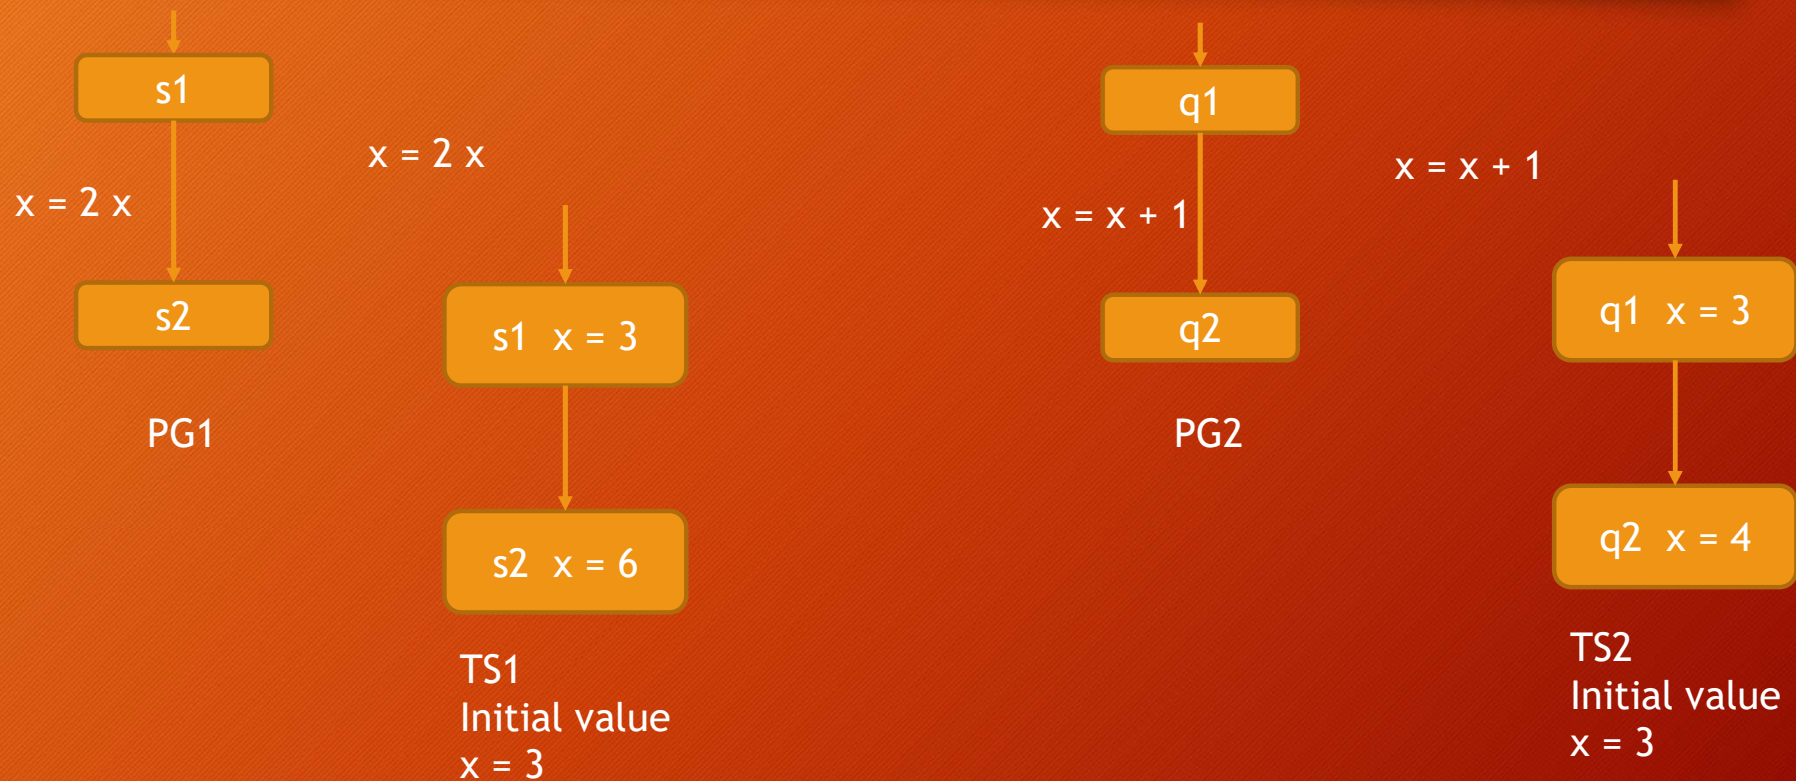 s1
x = 2 x
x = 2 x
s2
s1 x = 3
PG1
s2 x = 6
TS1
Initial value
x = 3
q1
x = x + 1
x = x + 1
q2
q1 x = 3
PG2
q2 x = 4
TS2
Initial value
x = 3